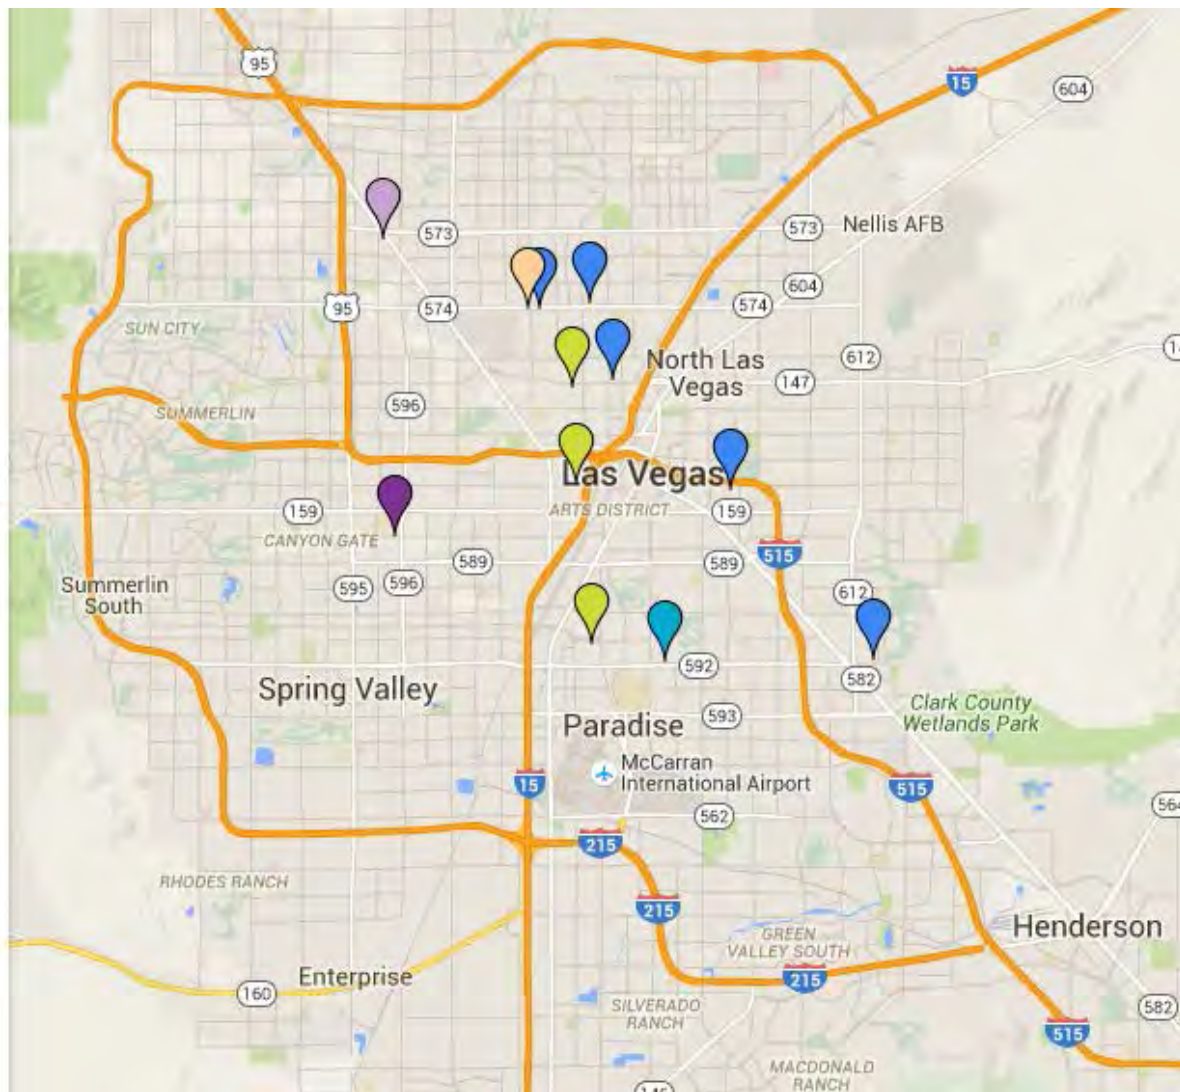 95
15
604
573
573
Nellis AFB
604
95
574
574
SUN CITY
612
North Las
Vegas
147
596
SUMMERLIN
Las Vegas
159
ARTS DISTRICT
159
CANYON GATE
515
589
589
595
596
612
Summerlin
South
592
582
Spring Valley
Clark County
Wetlands Park
593
Paradise
McCarran
International Airport
15
515
564
562
215
RHODES RANCH
215
Henderson
GREEN
VALLEY SOUTH
Enterprise
215
160
582
SILVERADO
RANCH
515
MACDONALD
RANCH